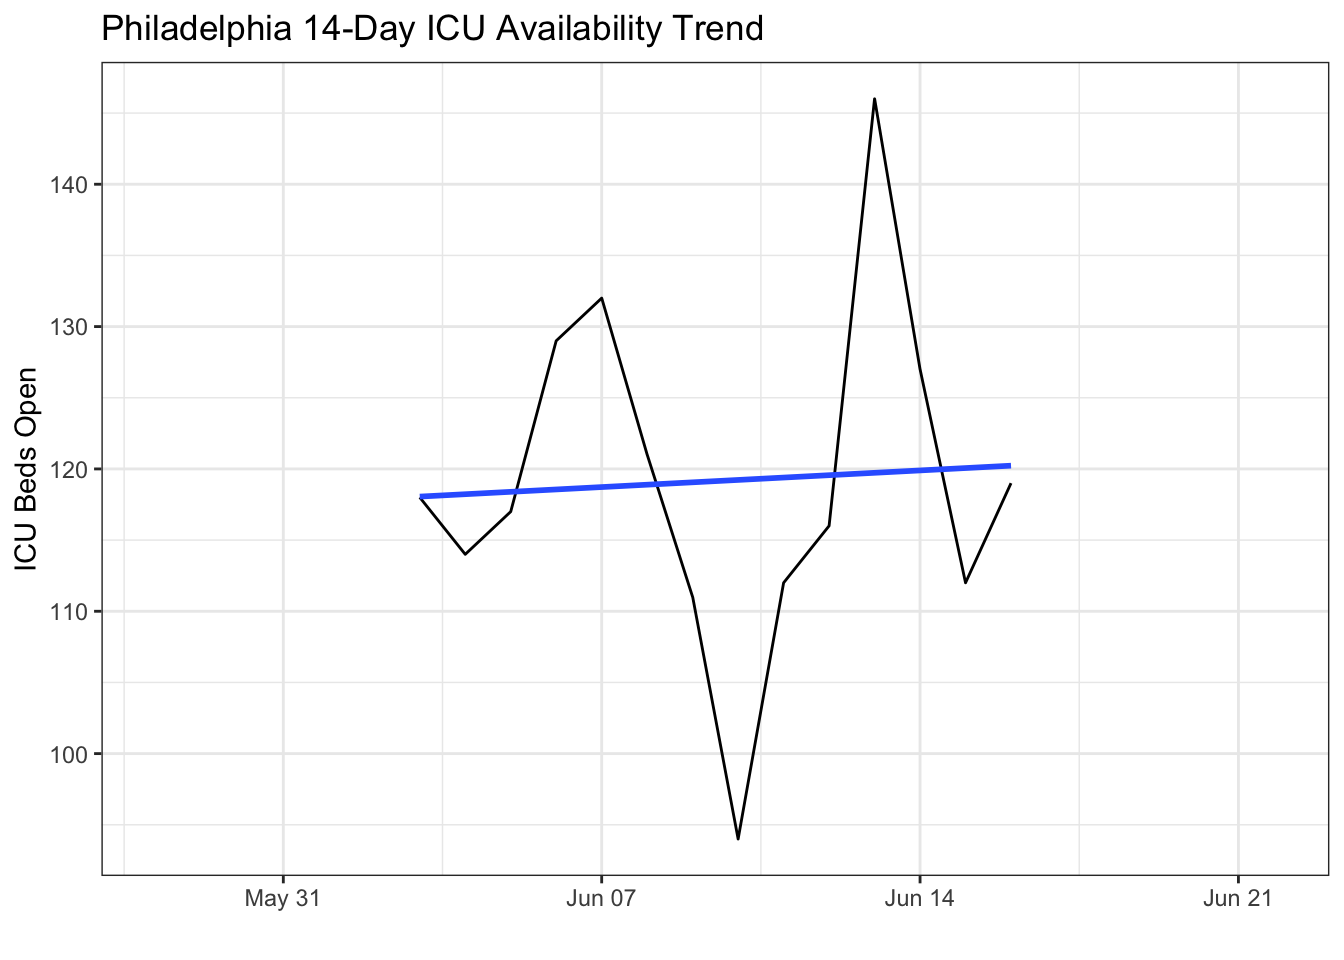 Philadelphia 14-Day ICU Availability Trend
ICU Beds Open
140
130
120
110
100
May 31
Jun 07
Jun 14
Jun 21